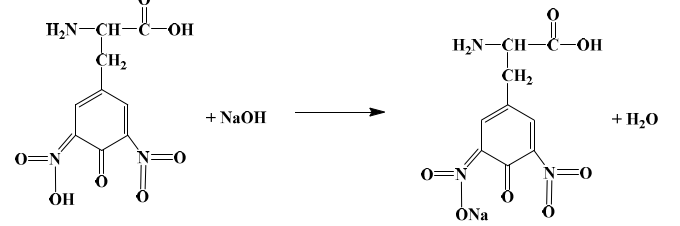 O O
H₂N—CH—C—OH H₂N—CH—C—OH
CH₂ CH₂
+ NaOH + H₂O
O=N N=O O=N N=O
O O
OH O ONa O